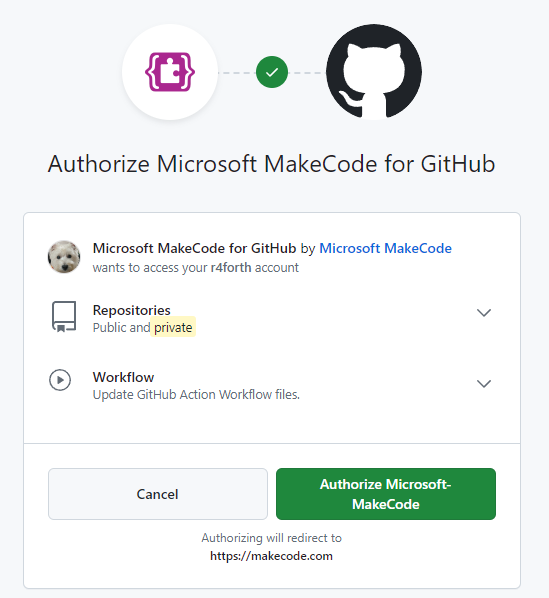 Authorize Microsoft MakeCode for GitHub
Microsoft MakeCode for GitHub by Microsoft MakeCode
wants to access your r4forth account
Repositories
Public and private
Workflow
Update GitHub Action Workflow files.
Cancel
Authorize Microsoft-
MakeCode
Authorizing will redirect to
https://makecode.com